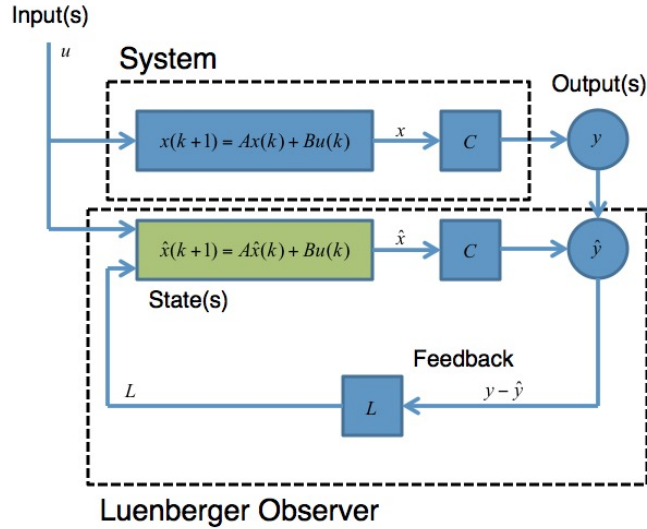 Input(s)
u
System
Output(s)
x(k+1) = Ax(k) + Bu(k)
x
C
y
x̂(k+1) = Ax̂(k) + Bu(k)
x̂
C
ŷ
State(s)
Feedback
L
L
y − ŷ
Luenberger Observer